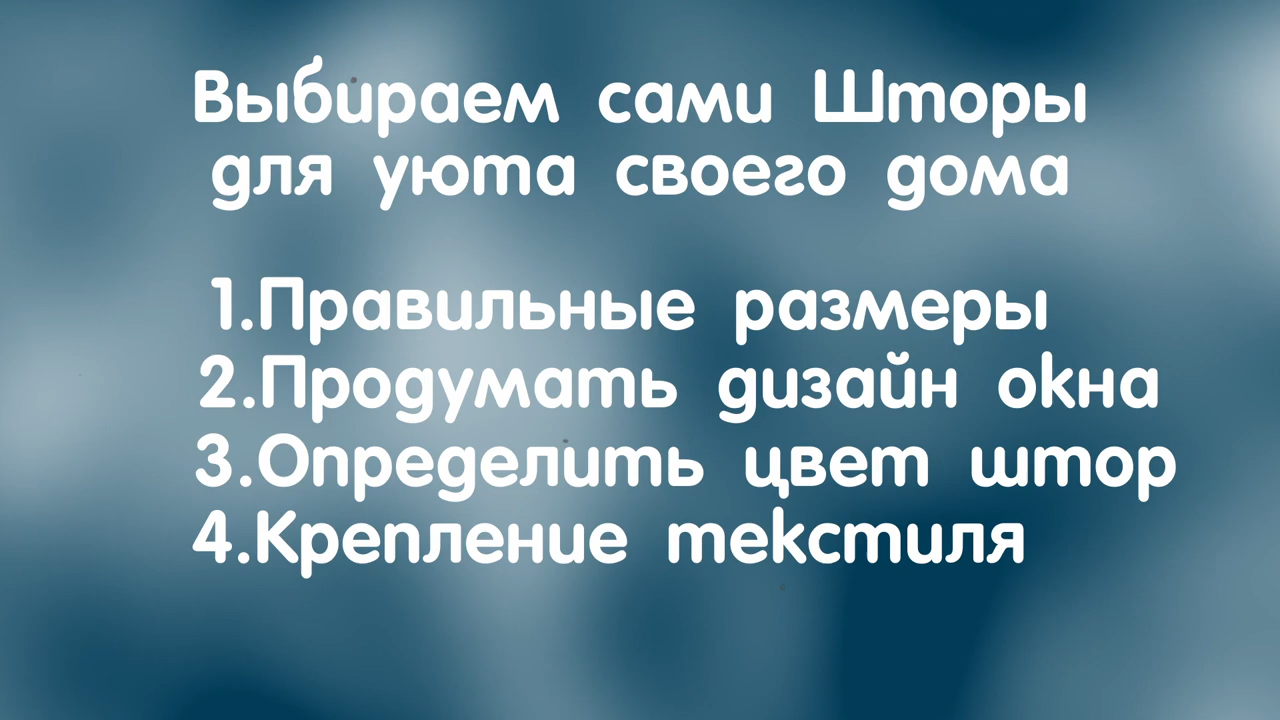 Выбираем сами Шторы
для уюта своего дома
1.Правильные размеры
2.Продумать дизайн окна
3.Определить цвет штор
4.Крепление текстиля